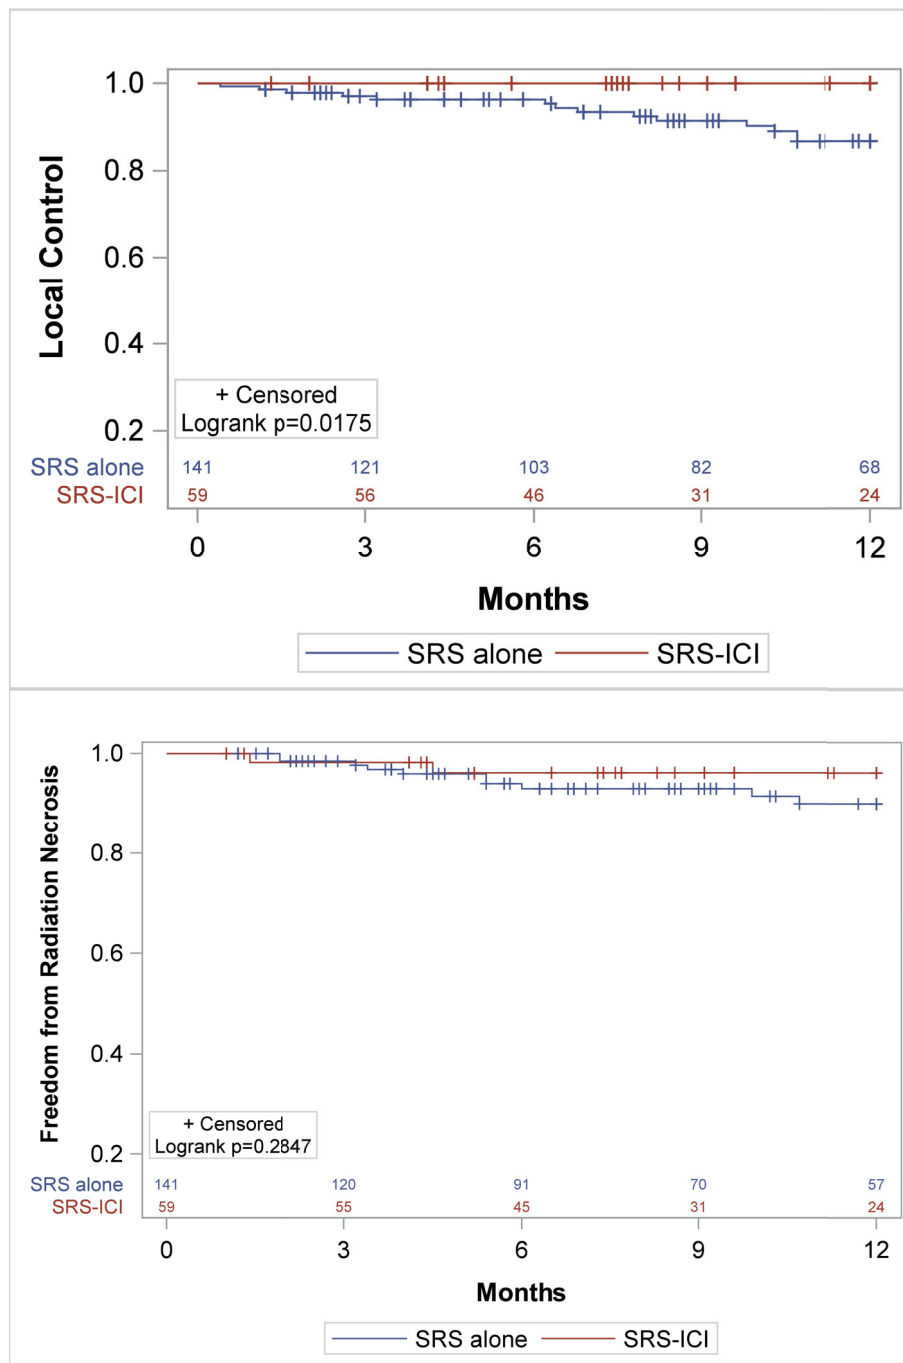 1.0
0.8
0.6
0.4
0.2
Local Control
+ Censored
Logrank p=0.0175
SRS alone 141 121 103 82 68
SRS-ICI 59 56 46 31 24
0 3 6 9 12
Months
SRS alone SRS-ICI
1.0
0.8
0.6
0.4
0.2
Freedom from Radiation Necrosis
+ Censored
Logrank p=0.2847
SRS alone 141 120 91 70 57
SRS-ICI 59 55 45 31 24
0 3 6 9 12
Months
SRS alone SRS-ICI